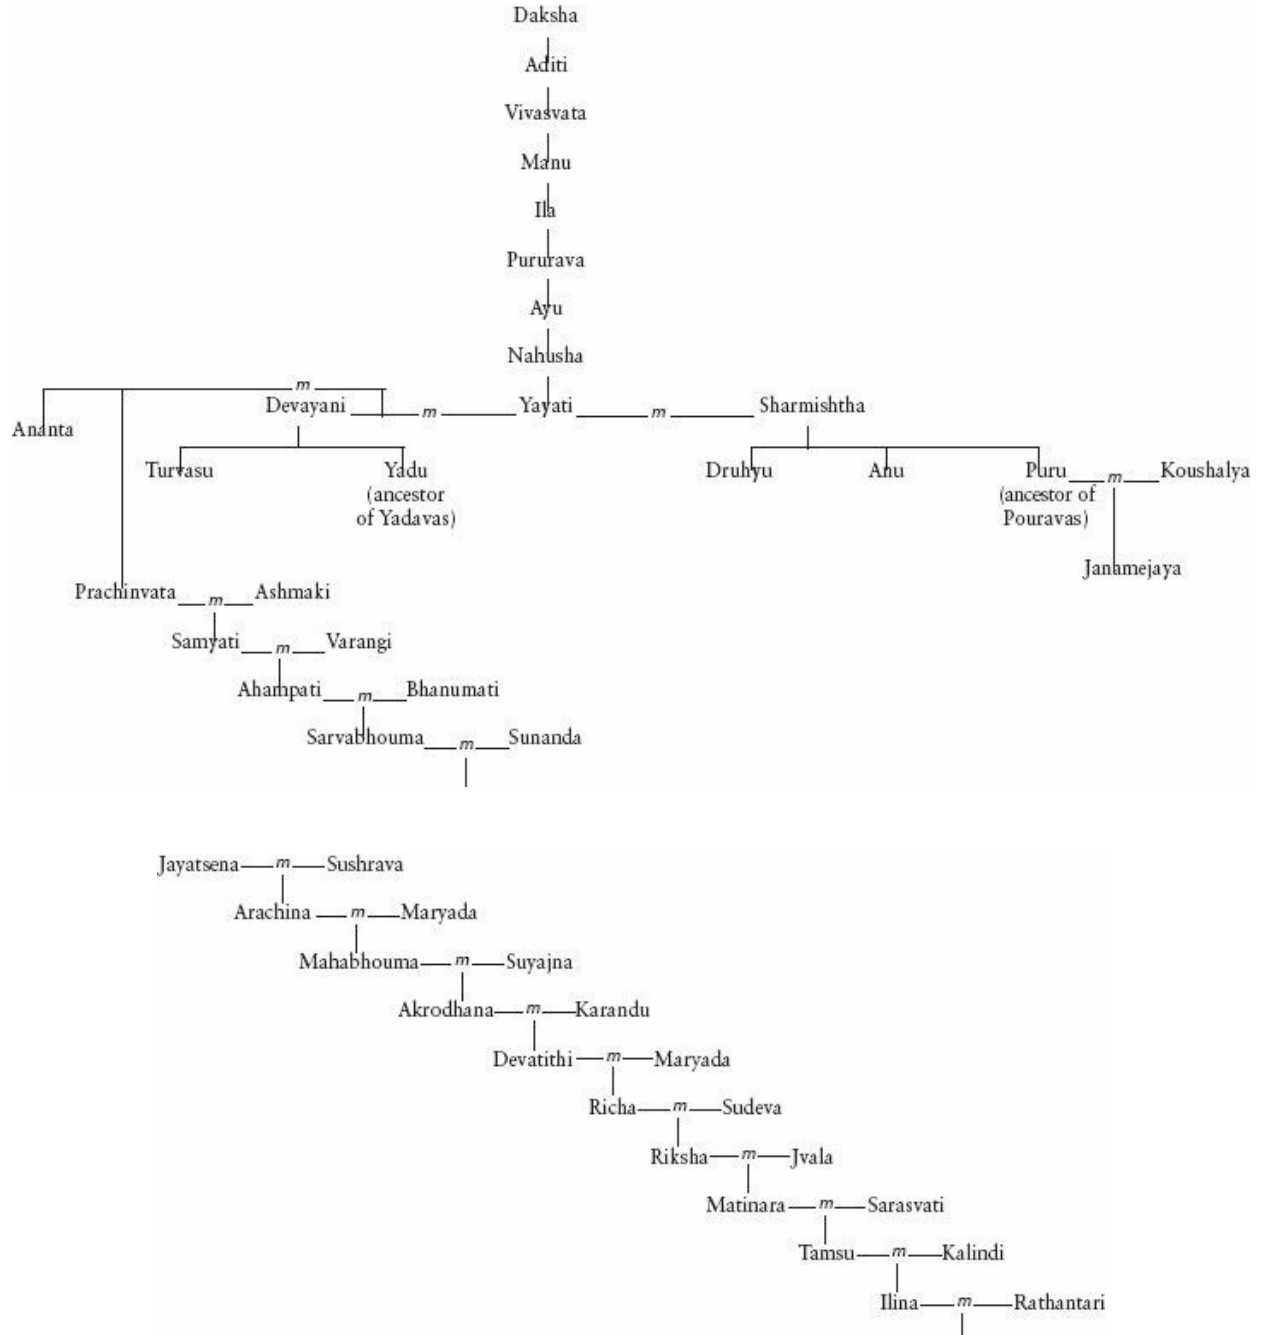 Daksha
Aditi
Vivasvata
Manu
Ila
Pururava
Ayu
Nahusha
m
Devayani m Yayati m Sharmishtha
Ananta
Turvasu Yadu Druhyu Anu Puru m Koushalya
(ancestor (ancestor of
of Yadavas) Pouravas)
Janamejaya
Prachinvata m Ashmaki
Samyati m Varangi
Ahampati m Bhanumati
Sarvabhouma m Sunanda
Jayatsena m Sushrava
Arachina m Maryada
Mahabhouma m Suyajna
Akrodhana m Karandu
Devatithi m Maryada
Richa m Sudeva
Riksha m Jvala
Matinara m Sarasvati
Tamsu m Kalindi
Ilina m Rathantari